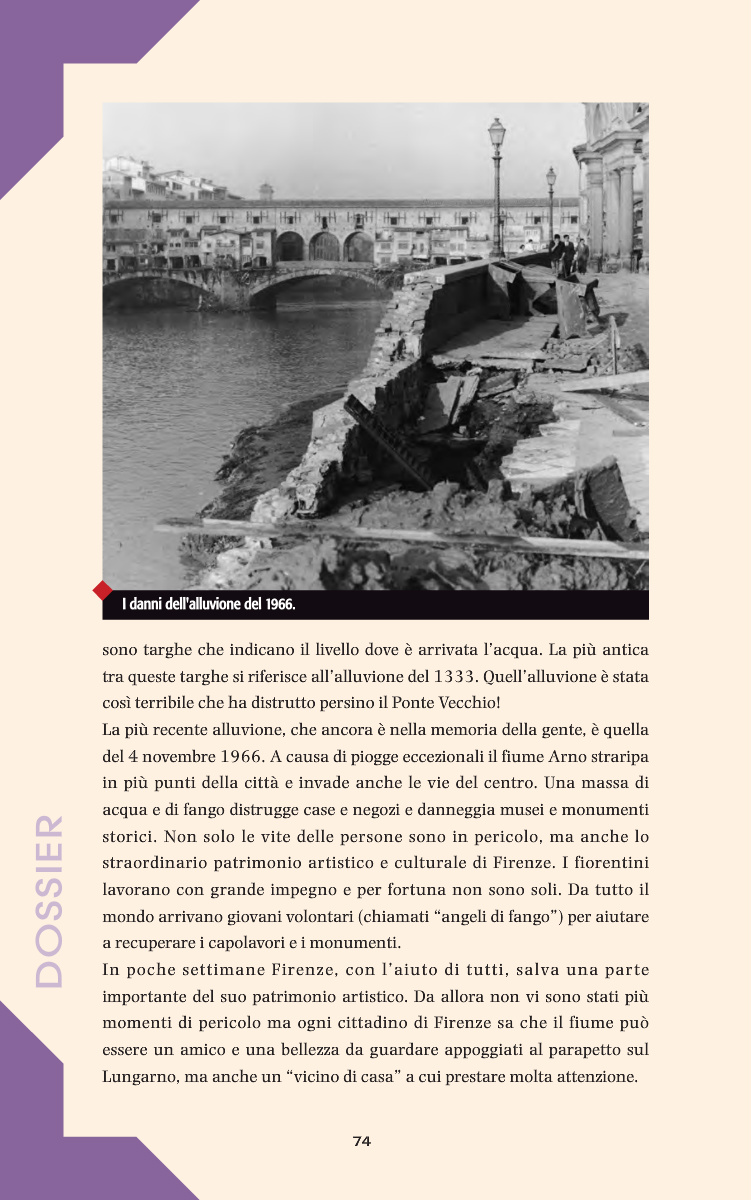 I danni dell'alluvione del 1966.
sono targhe che indicano il livello dove è arrivata l’acqua. La più antica
tra queste targhe si riferisce all’alluvione del 1333. Quell’alluvione è stata
così terribile che ha distrutto persino il Ponte Vecchio!
La più recente alluvione, che ancora è nella memoria della gente, è quella
del 4 novembre 1966. A causa di piogge eccezionali il fiume Arno straripa
in più punti della città e invade anche le vie del centro. Una massa di
acqua e di fango distrugge case e negozi e danneggia musei e monumenti
storici. Non solo le vite delle persone sono in pericolo, ma anche lo
straordinario patrimonio artistico e culturale di Firenze. I fiorentini
lavorano con grande impegno e per fortuna non sono soli. Da tutto il
mondo arrivano giovani volontari (chiamati “angeli di fango”) per aiutare
a recuperare i capolavori e i monumenti.
In poche settimane Firenze, con l’aiuto di tutti, salva una parte
importante del suo patrimonio artistico. Da allora non vi sono stati più
momenti di pericolo ma ogni cittadino di Firenze sa che il fiume può
essere un amico e una bellezza da guardare appoggiati al parapetto sul
Lungarno, ma anche un “vicino di casa” a cui prestare molta attenzione.
DOSSIER
74